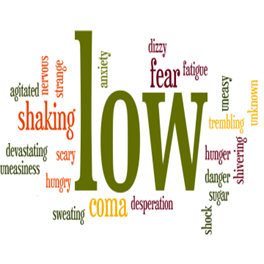 dizzy
fear
fatigue
anxiety
nervous
strange
agitated
shaking
low
uneasy
unknown
trembling
devastating
uneasiness
scary
hungry
hunger
shivering
danger
sugar
sweating
coma
desperation
shock